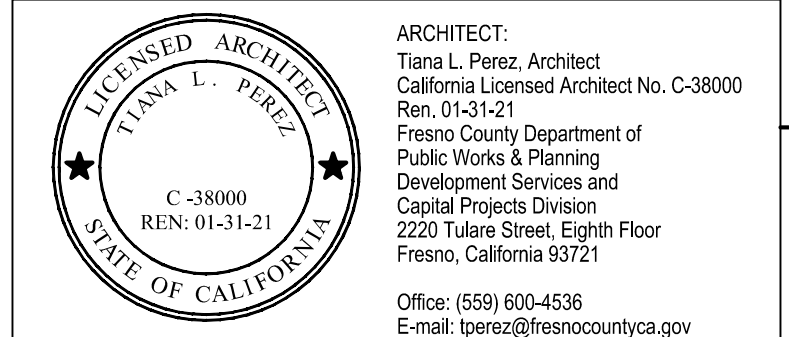 LICENSED ARCHITECT
TIANA L. PEREZ
C -38000
REN: 01-31-21
STATE OF CALIFORNIA
ARCHITECT:
Tiana L. Perez, Architect
California Licensed Architect No. C-38000
Ren. 01-31-21
Fresno County Department of
Public Works & Planning
Development Services and
Capital Projects Division
2220 Tulare Street, Eighth Floor
Fresno, California 93721
Office: (559) 600-4536
E-mail: tperez@fresnocountyca.gov